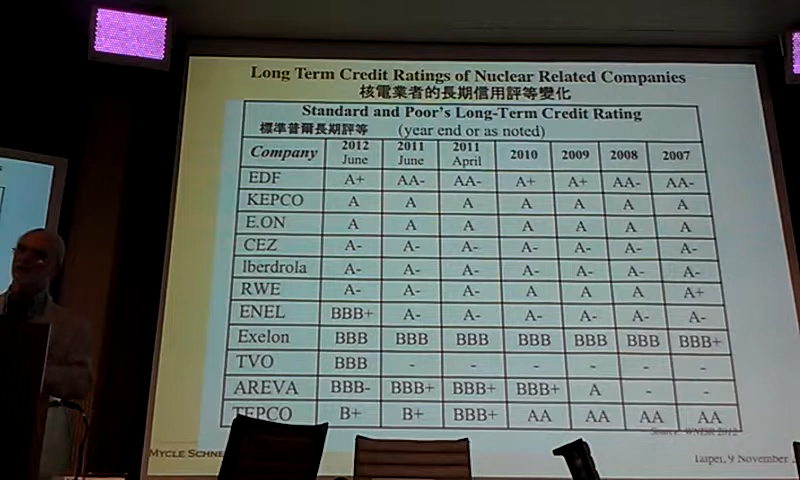 Long Term Credit Ratings of Nuclear Related Companies
核電業者的長期信用評等變化
Standard and Poor's Long-Term Credit Rating
標準普爾長期評等 (year end or as noted)
Company 2012 June 2011 June 2011 April 2010 2009 2008 2007
EDF A+ AA- AA- A+ A+ AA- AA-
KEPCO A A A A A A A
E.ON A A A A A A A
CEZ A- A- A- A- A- A- A-
Iberdrola A- A- A- A- A- A- A-
RWE A- A- A- A A A A+
ENEL BBB+ A- A- A- A- A- A-
Exelon BBB BBB BBB BBB BBB BBB BBB+
TVO BBB - - - - - -
AREVA BBB- BBB+ BBB+ BBB+ A - -
TEPCO B+ B+ BBB+ AA AA AA AA
Source: WNISR 2012
MYCLE SCHNE Taipei, 9 November